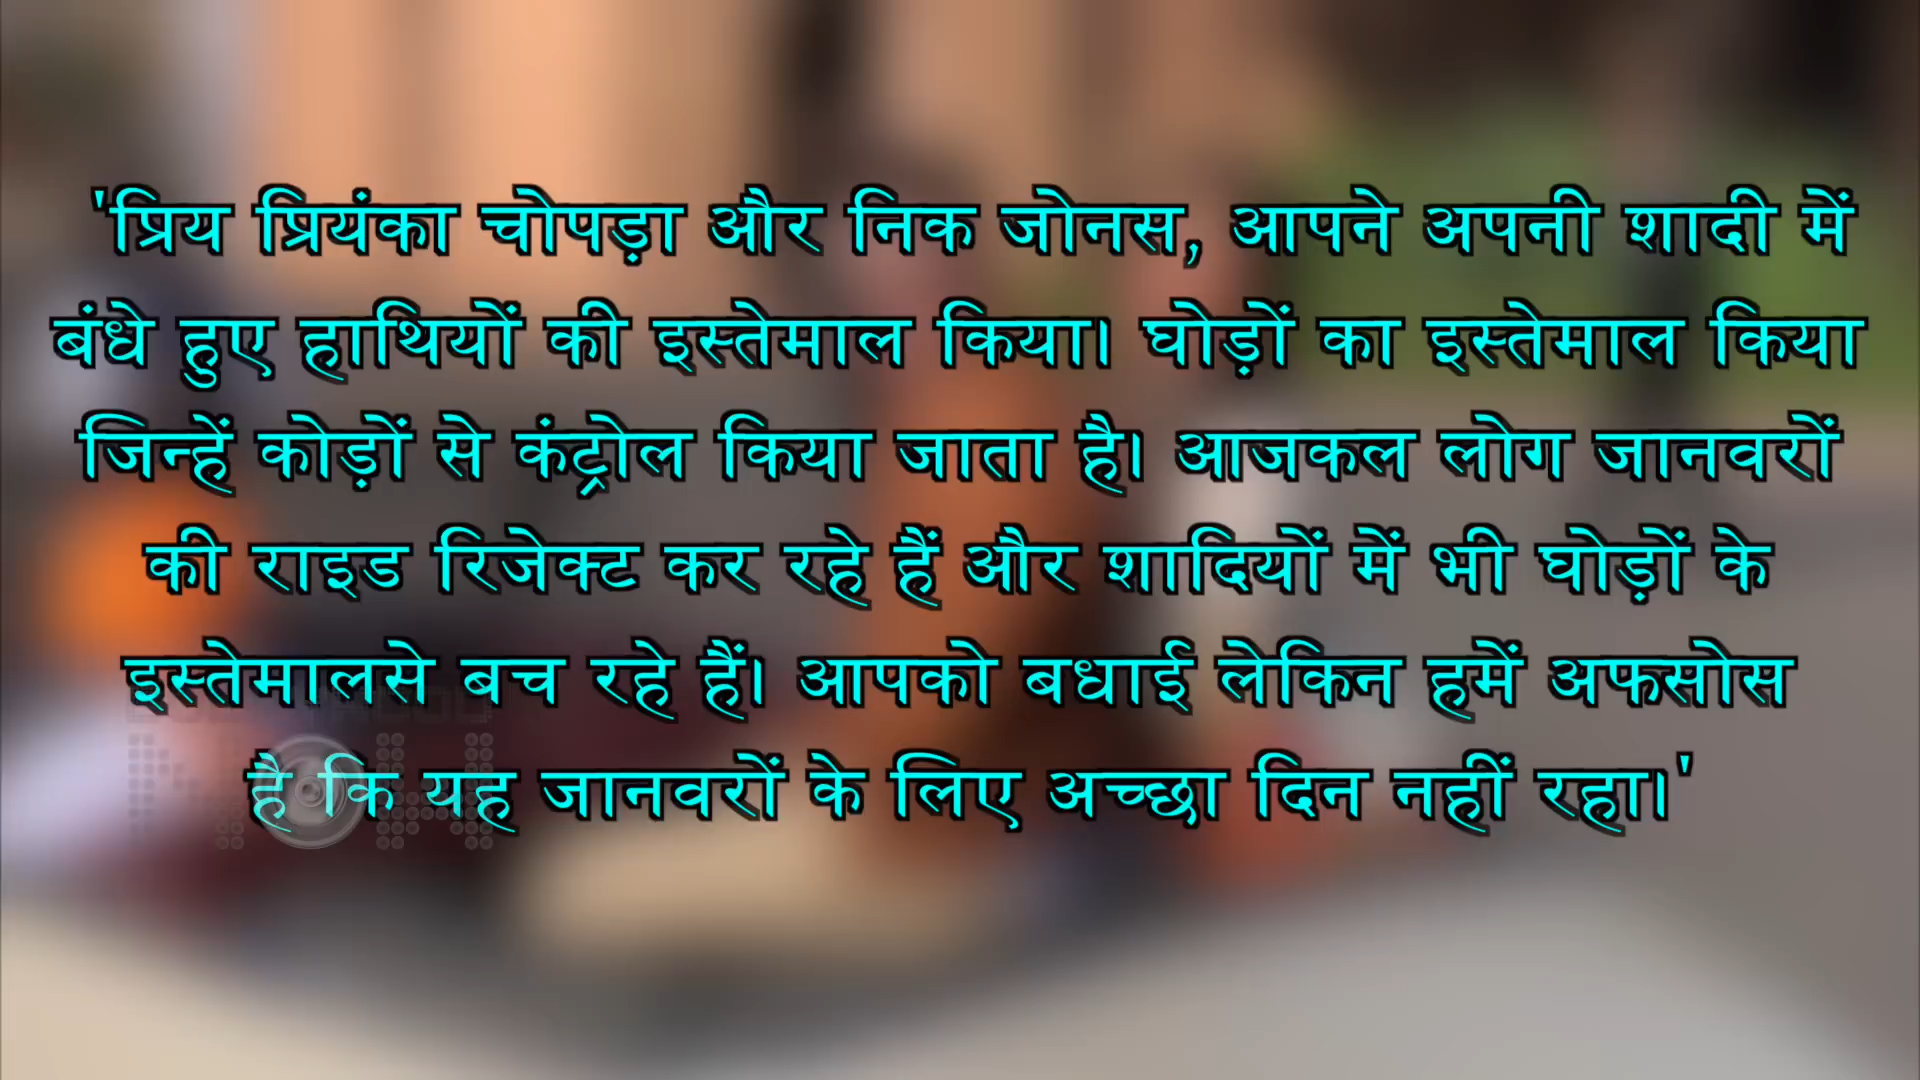 'प्रिय प्रियंका चोपड़ा और निक जोनस, आपने अपनी शादी में
बंधे हुए हाथियों की इस्तेमाल किया। घोड़ों का इस्तेमाल किया
जिन्हें कोड़ों से कंट्रोल किया जाता है। आजकल लोग जानवरों
की राइड रिजेक्ट कर रहे हैं और शादियों में भी घोड़ों के
इस्तेमालसे बच रहे हैं। आपको बधाई लेकिन हमें अफसोस
है कि यह जानवरों के लिए अच्छा दिन नहीं रहा।'